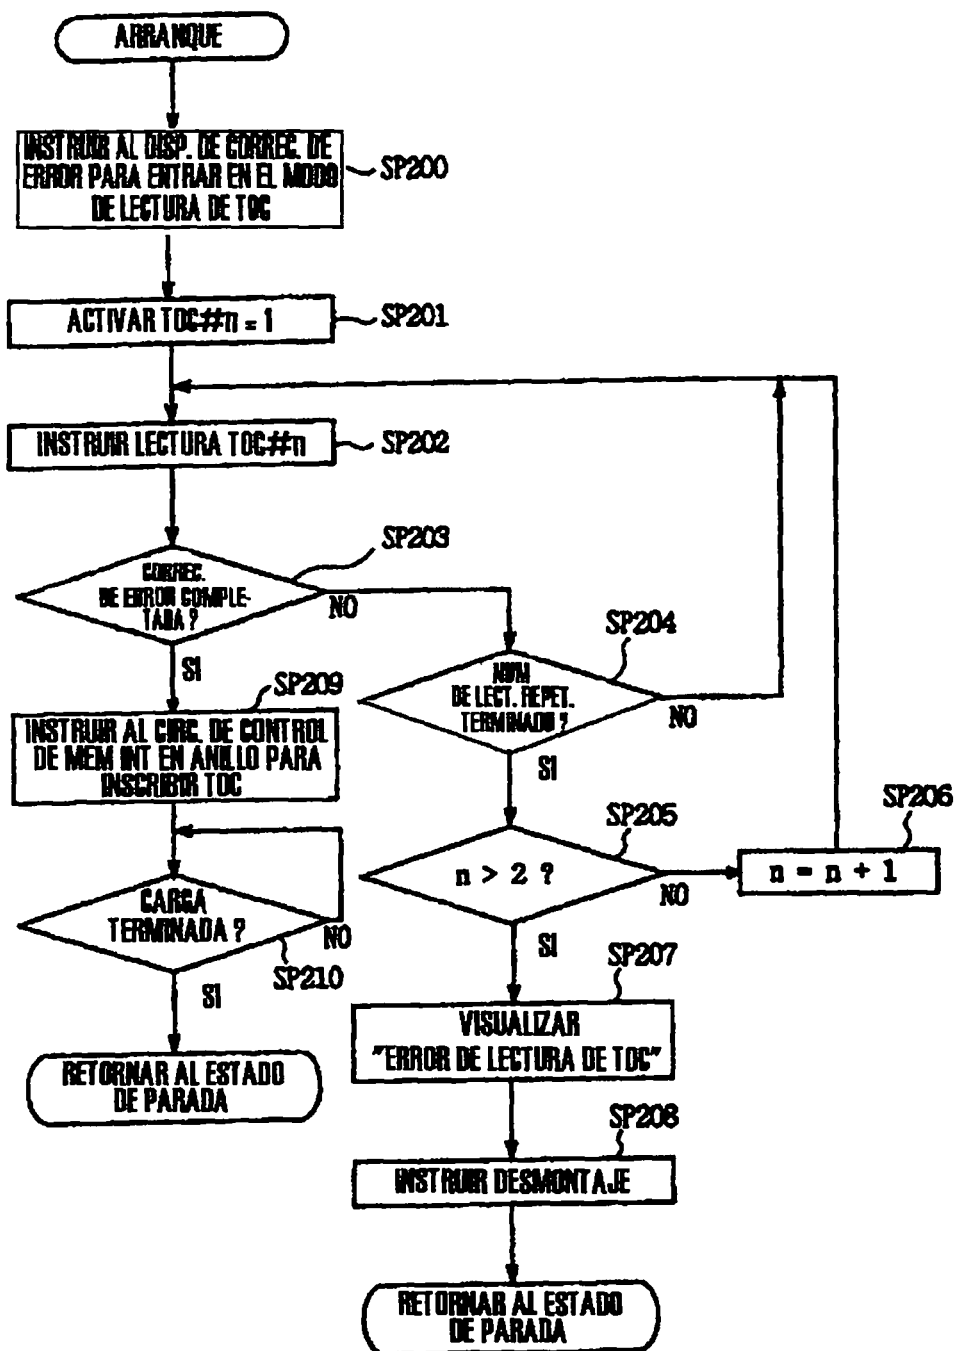 ARRANQUE
INSTRUIR AL DISP. DE CORREC. DE
ERROR PARA ENTRAR EN EL MODO
DE LECTURA DE TOC
SP200
ACTIVAR TOC#n = 1
SP201
INSTRUIR LECTURA TOC#n
SP202
SP203
CORREC.
DE ERROR COMPLE-
TADA ?
NO
SI
SP204
NUM
DE LECT. REPET.
TERMINADO ?
NO
SI
SP209
INSTRUIR AL CIRC. DE CONTROL
DE MEM INT EN ANILLO PARA
INSCRIBIR TOC
SP205
n > 2 ?
NO
SI
SP206
n = n + 1
CARGA
TERMINADA ?
NO
SP210
SI
SP207
VISUALIZAR
"ERROR DE LECTURA DE TOC"
RETORNAR AL ESTADO
DE PARADA
SP208
INSTRUIR DESMONTAJE
RETORNAR AL ESTADO
DE PARADA